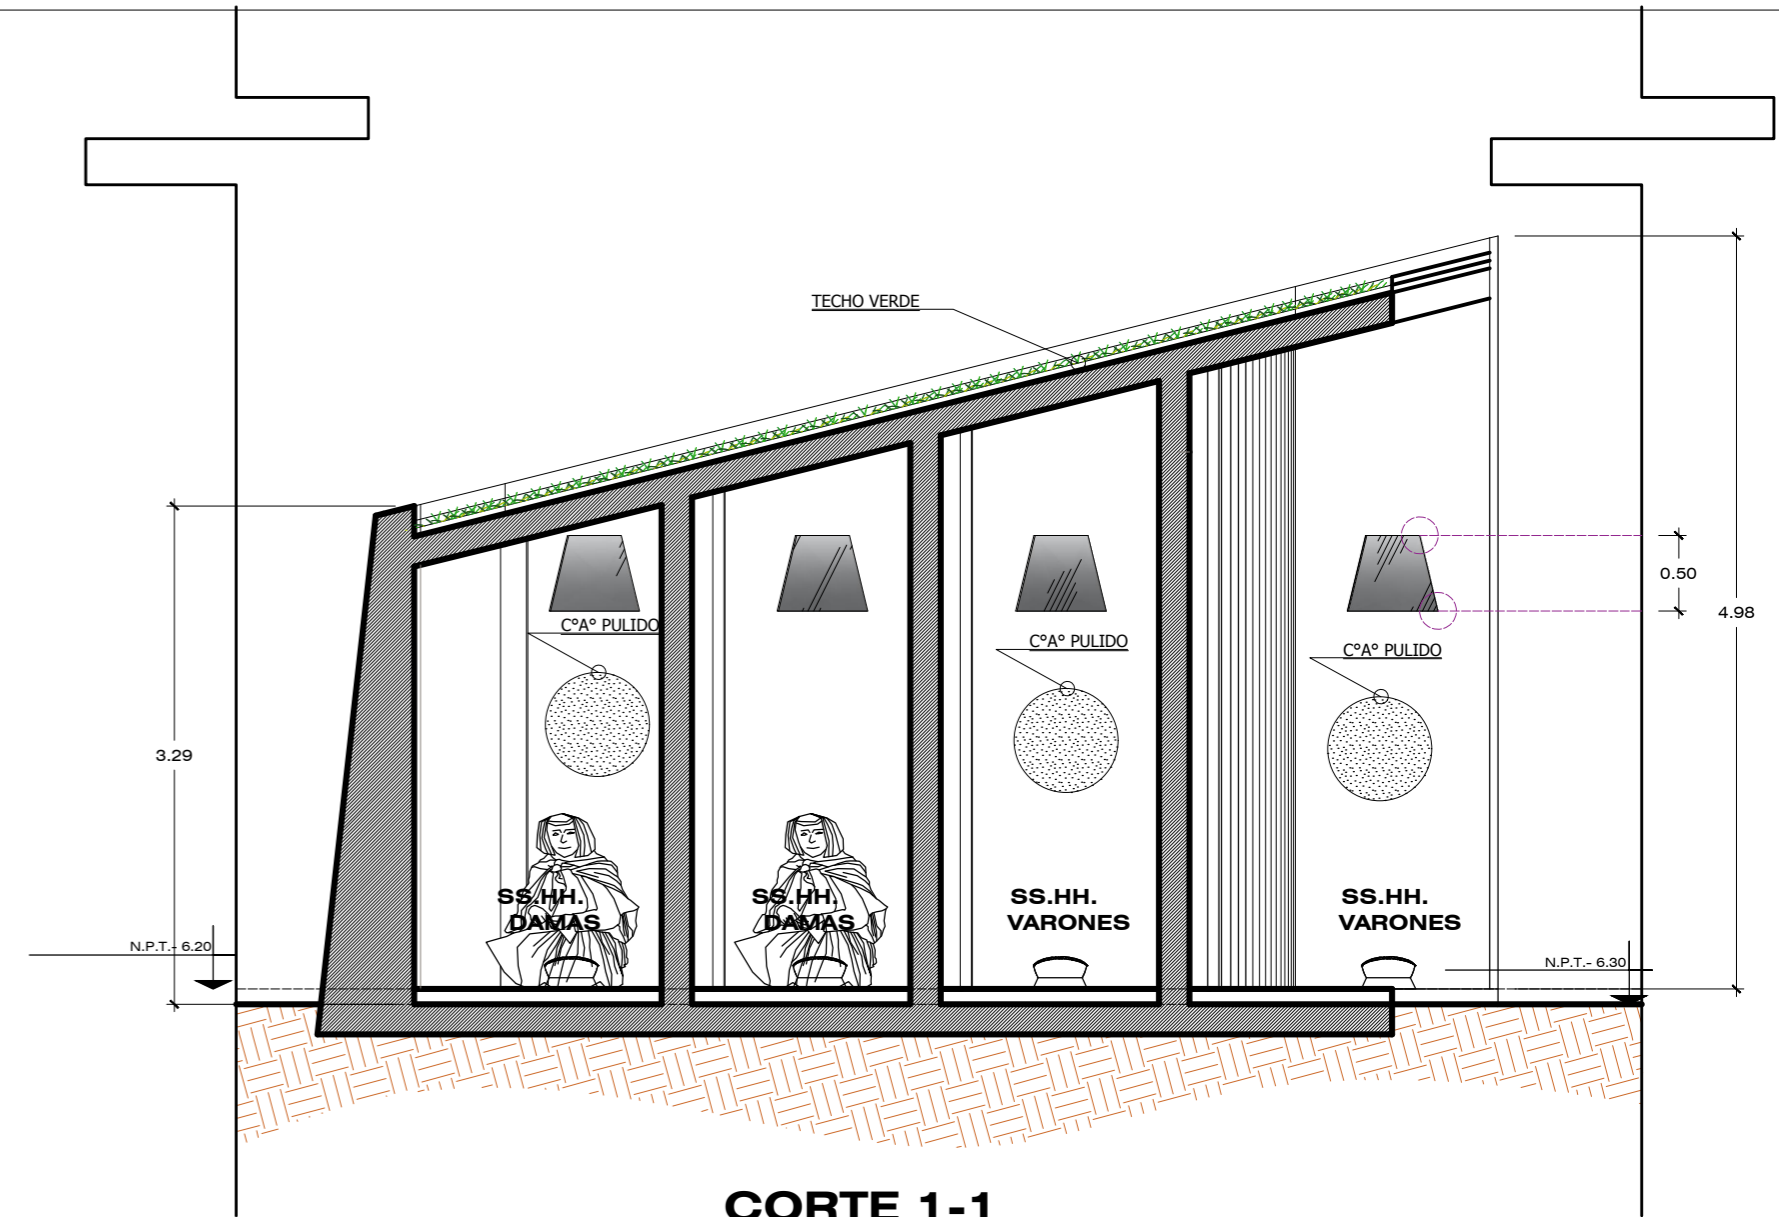 TECHO VERDE
0.50
4.98
C°A° PULIDO
C°A° PULIDO
C°A° PULIDO
3.29
SS.HH.
DAMAS
SS.HH.
DAMAS
SS.HH.
VARONES
SS.HH.
VARONES
N.P.T.- 6.20
N.P.T.- 6.30
CORTE 1-1